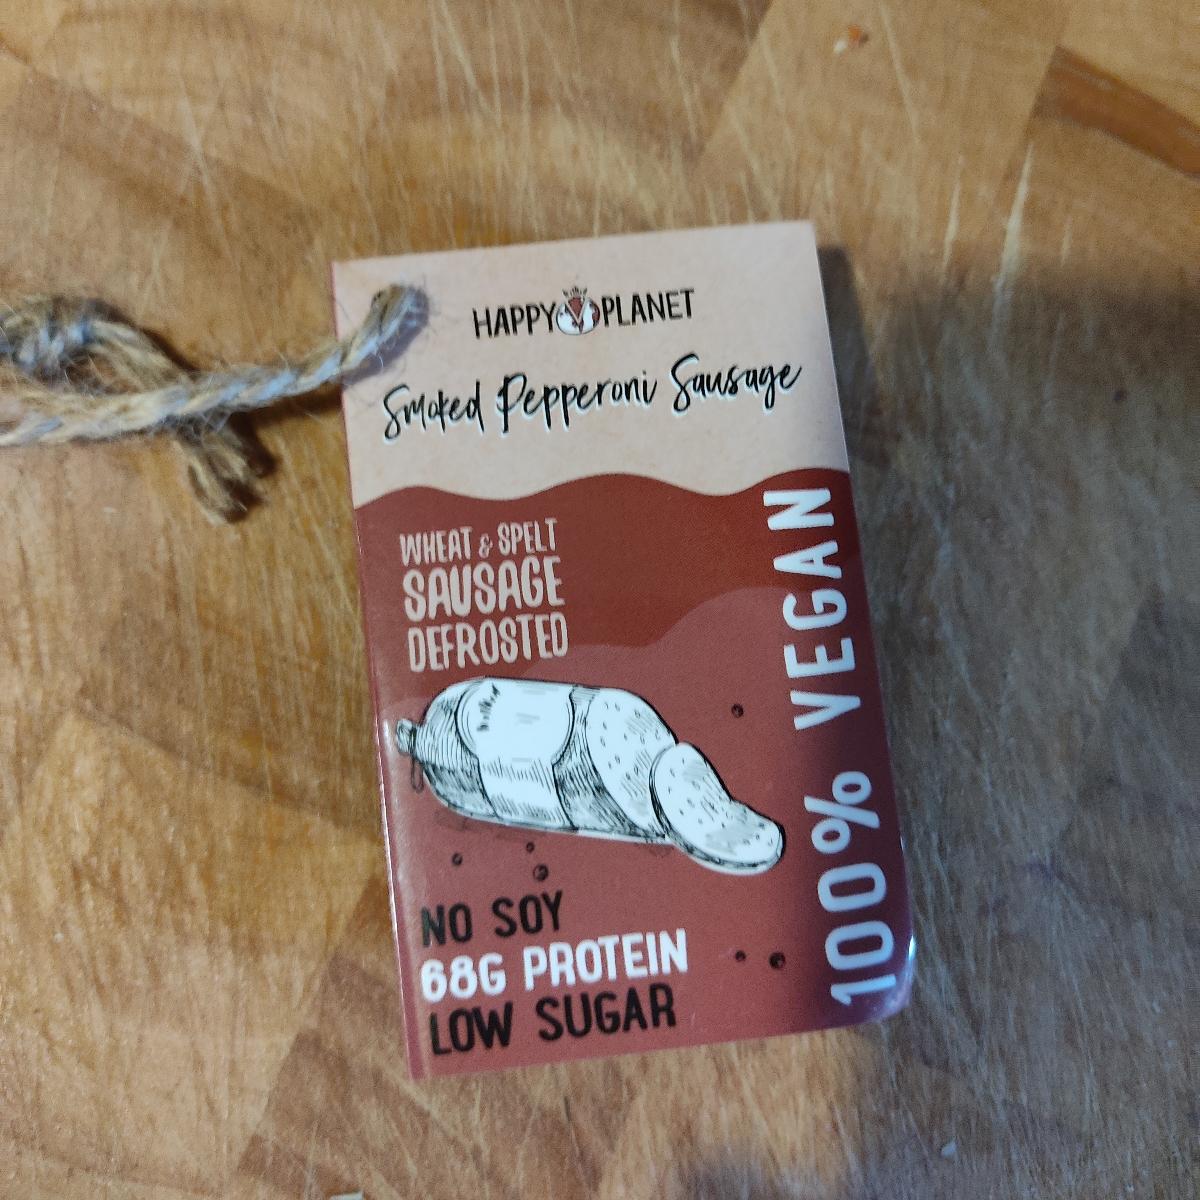 HAPPY PLANET
Smoked Pepperoni Sausage
WHEAT & SPELT
SAUSAGE
DEFROSTED
100% VEGAN
NO SOY
68G PROTEIN
LOW SUGAR